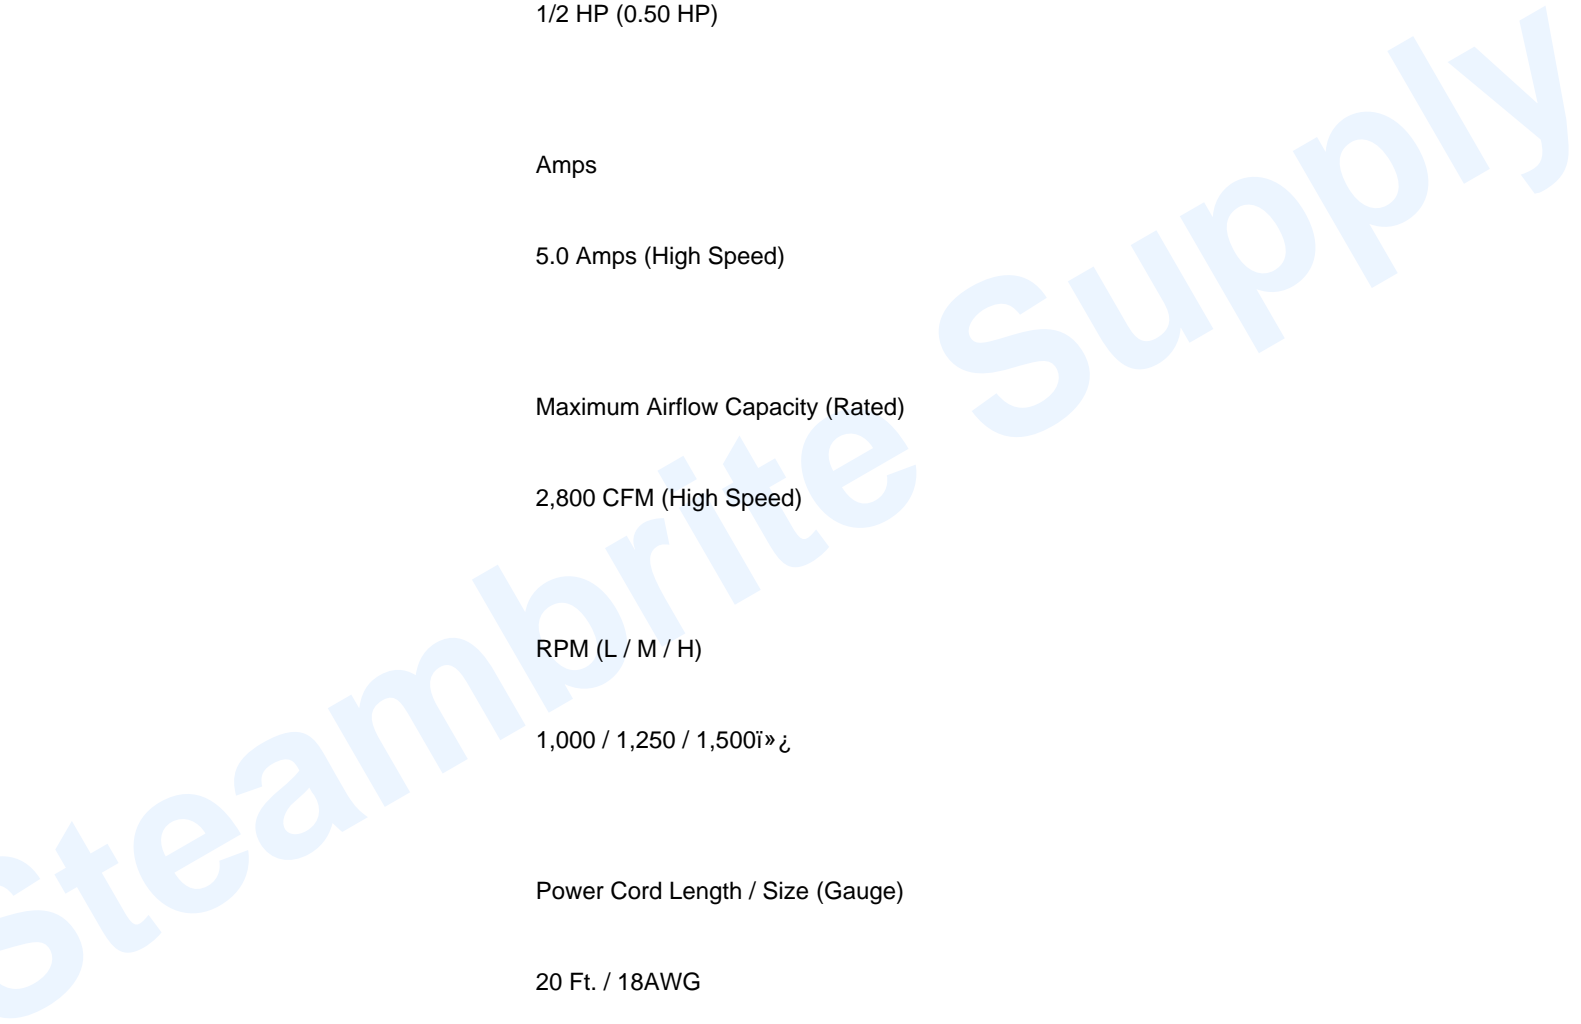 1/2 HP (0.50 HP)
Amps
5.0 Amps (High Speed)
Maximum Airflow Capacity (Rated)
2,800 CFM (High Speed)
RPM (L / M / H)
1,000 / 1,250 / 1,500ï»¿
Power Cord Length / Size (Gauge)
20 Ft. / 18AWG
Steambrite Supply